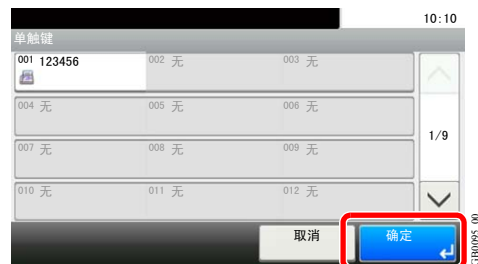 10:10
单触键
001 123456
002 无
003 无
004 无
005 无
006 无
1/9
007 无
008 无
009 无
010 无
011 无
012 无
取消
确定
GB0095_00